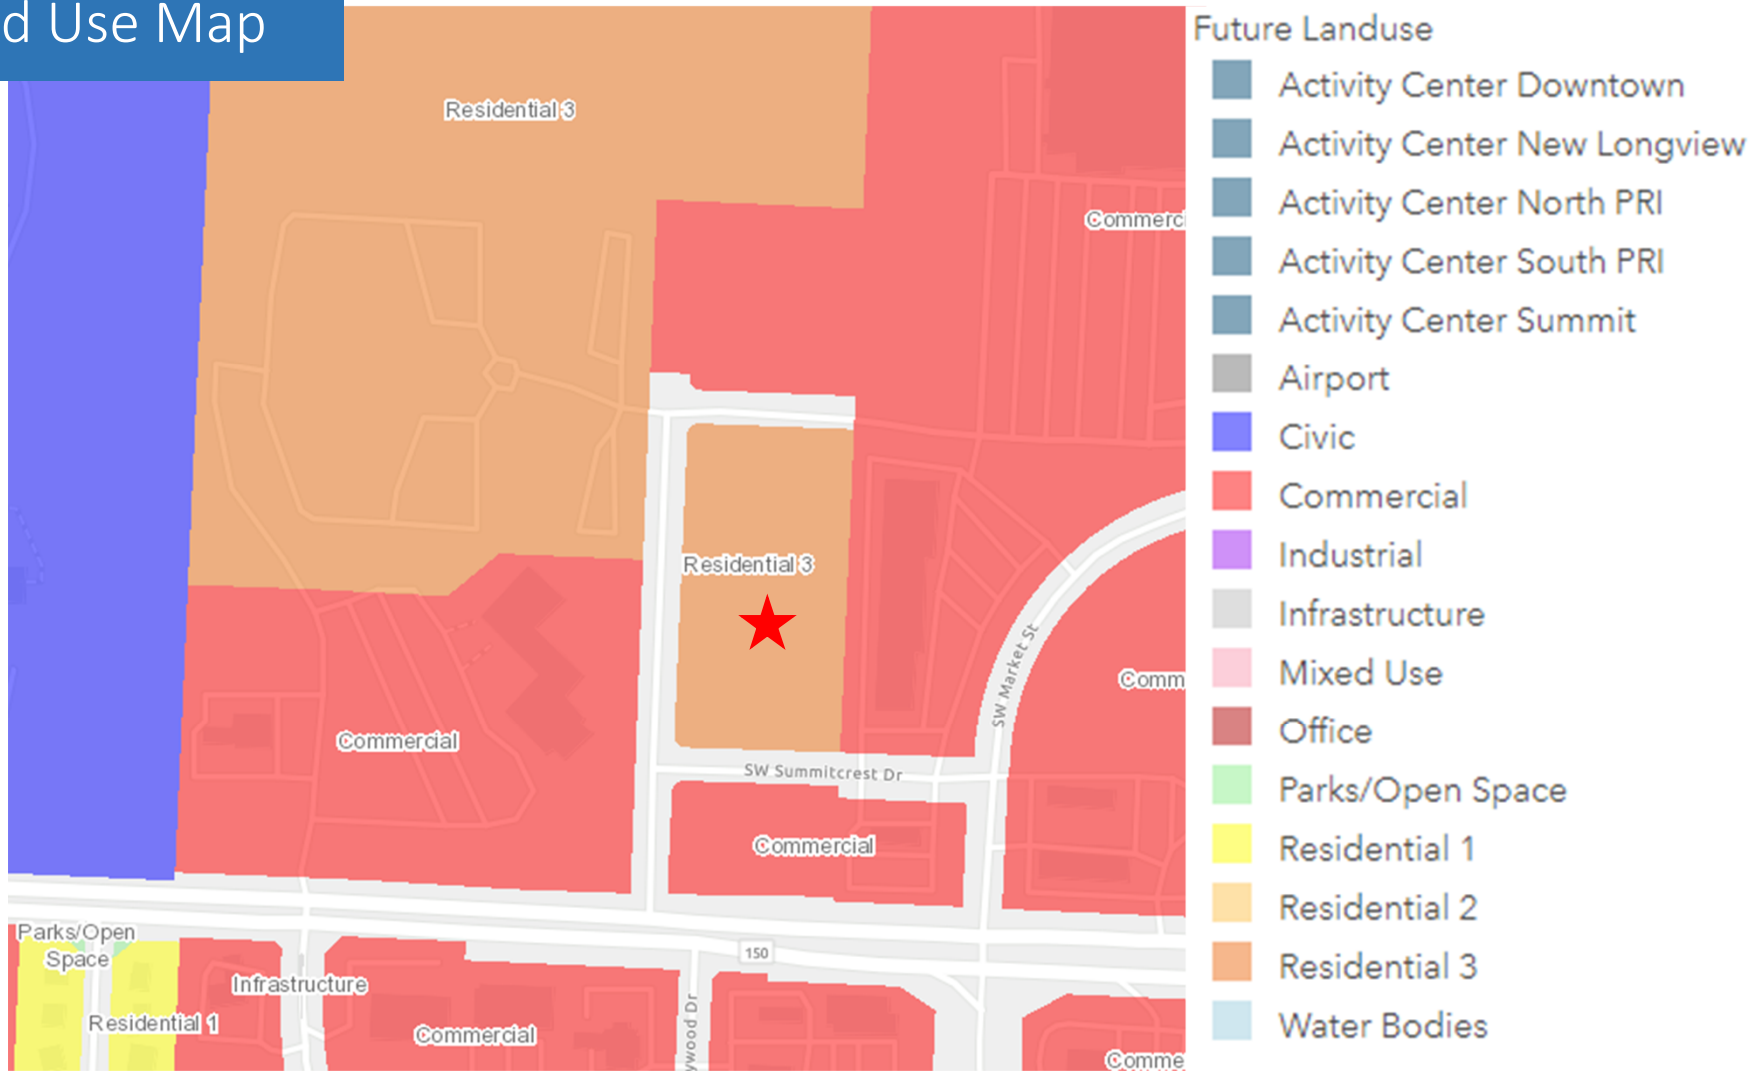 d Use Map
Residential 3
Commerci
Residential 3
SW Market St
Comm
Commercial
SW Summitcrest Dr
Commercial
Parks/Open
Space
150
Infrastructure
Residential 1
Commercial
ywood Dr
Comme
Future Landuse
Activity Center Downtown
Activity Center New Longview
Activity Center North PRI
Activity Center South PRI
Activity Center Summit
Airport
Civic
Commercial
Industrial
Infrastructure
Mixed Use
Office
Parks/Open Space
Residential 1
Residential 2
Residential 3
Water Bodies